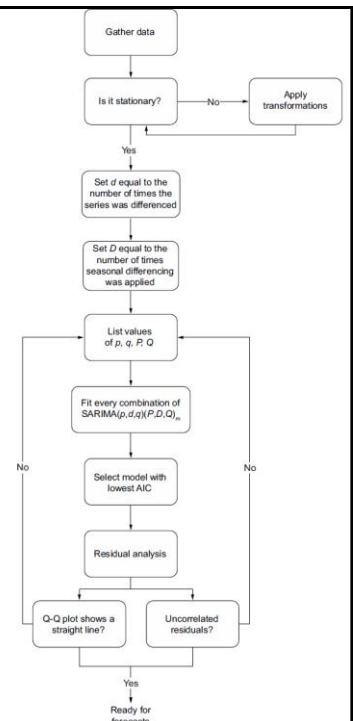 Gather data
Is it stationary?
No
Apply
transformations
Yes
Set d equal to the
number of times the
series was differenced
Set D equal to the
number of times
seasonal differencing
was applied
List values
of p, q, P, Q
Fit every combination of
SARIMA(p,d,q)(P,D,Q)m
No
No
Select model with
lowest AIC
Residual analysis
Q-Q plot shows a
straight line?
Uncorrelated
residuals?
Yes
Ready for
forecasts